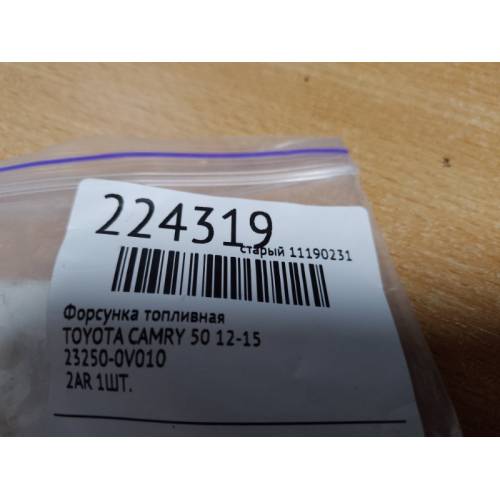 224319
старый 11190231
Форсунка топливная
TOYOTA CAMRY 50 12-15
23250-0V010
2AR 1ШТ.